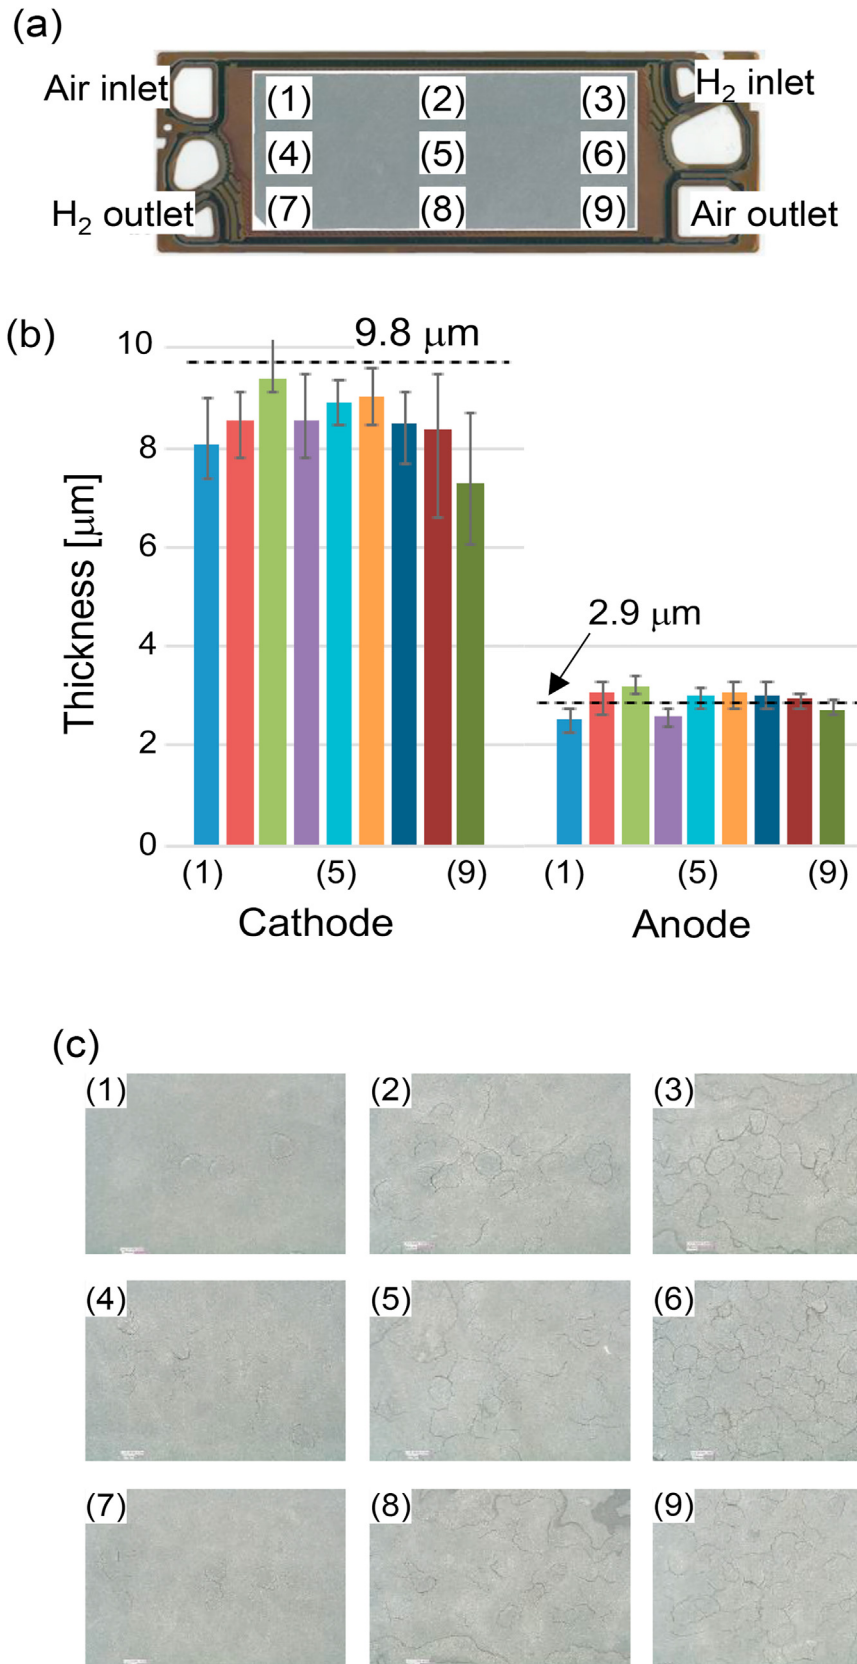 (a)
Air inlet
(1) (2) (3)
H2 inlet
(4) (5) (6)
H2 outlet
(7) (8) (9)
Air outlet
(b)
10
9.8 μm
8
6
4
2
0
Thickness [μm]
2.9 μm
(1) (5) (9)
(1) (5) (9)
Cathode
Anode
(c)
(1) (2) (3)
(4) (5) (6)
(7) (8) (9)